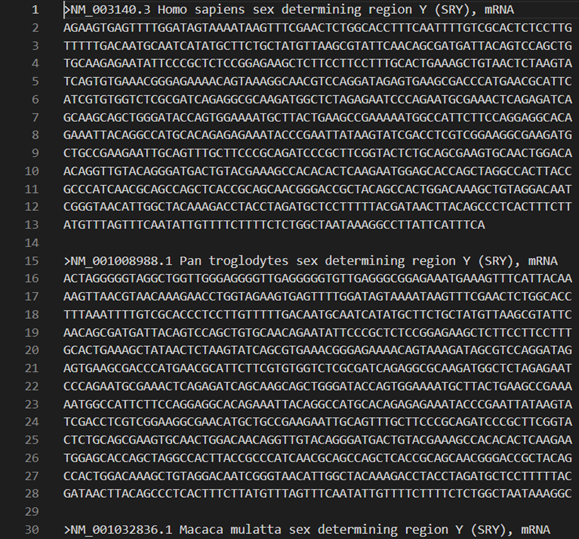 1 >NM_003140.3 Homo sapiens sex determining region Y (SRY), mRNA
2 AGAAGTGAGTTTTGGATAGTAAAATAAGTTTCGAACTCTGGCACCTTTCAATTTTGTCGCACTCTCCTTG
3 TTTTTGACAATGCAATCATATGCTTCTGCTATGTTAAGCGTATTCAACAGCGATGATTACAGTCCAGCTG
4 TGCAAGAGAATATTCCCGCTCTCCGGAGAAGCTCTTCCTTCCTTTGCACTGAAAGCTGTAACTCTAAGTA
5 TCAGTGTGAAACGGGAGAAAACAGTAAAGGCAACGTCCAGGATAGAGTGAAGCGACCCATGAACGCATTC
6 ATCGTGTGGTCTCGCGATCAGAGGCGCAAGATGGCTCTAGAGAATCCCAGAATGCGAAACTCAGAGATCA
7 GCAAGCAGCTGGGATACCAGTGGAAAATGCTTACTGAAGCCGAAAAATGGCCATTCTTCCAGGAGGCACA
8 GAAATTACAGGCCATGCACAGAGAGAAATACCCGAATTATAAGTATCGACCTCGTCGGAAGGCGAAGATG
9 CTGCCGAAGAATTGCAGTTTGCTTCCCGCAGATCCCGCTTCGGTACTCTGCAGCGAAGTGCAACTGGACA
10 ACAGGTTGTACAGGGATGACTGTACGAAAGCCACACACTCAAGAATGGAGCACCAGCTAGGCCACTTACC
11 GCCCATCAACGCAGCCAGCTCACCGCAGCAACGGGACCGCTACAGCCACTGGACAAAGCTGTAGGACAAT
12 CGGGTAACATTGGCTACAAAGACCTACCTAGATGCTCCTTTTTACGATAACTTACAGCCCTCACTTTCTT
13 ATGTTTAGTTTCAATATTGTTTTCTTTTCTCTGGCTAATAAAGGCCTTATTCATTTCA
14
15 >NM_001008988.1 Pan troglodytes sex determining region Y (SRY), mRNA
16 ACTAGGGGGTAGGCTGGTTGGGAGGGGTTGAGGGGGTGTTGAGGGCGGAGAAATGAAAGTTTCATTACAA
17 AAGTTAACGTAACAAAGAACCTGGTAGAAGTGAGTTTTGGATAGTAAAATAAGTTTCGAACTCTGGCACC
18 TTTAAATTTTGTCGCACCCTCCTTGTTTTTGACAATGCAATCATATGCTTCTGCTATGTTAAGCGTATTC
19 AACAGCGATGATTACAGTCCAGCTGTGCAACAGAATATTCCCGCTCTCCGGAGAAGCTCTTCCTTCCTTT
20 GCACTGAAAGCTATAACTCTAAGTATCAGCGTGAAACGGGAGAAAACAGTAAAGATAGCGTCCAGGATAG
21 AGTGAAGCGACCCATGAACGCATTCTTCGTGTGGTCTCGCGATCAGAGGCGCAAGATGGCTCTAGAGAAT
22 CCCAGAATGCGAAACTCAGAGATCAGCAAGCAGCTGGGATACCAGTGGAAAATGCTTACTGAAGCCGAAA
23 AATGGCCATTCTTCCAGGAGGCACAGAAATTACAGGCCATGCACAGAGAGAAATACCCGAATTATAAGTA
24 TCGACCTCGTCGGAAGGCGAACATGCTGCCGAAGAATTGCAGTTTGCTTCCCGCAGATCCCGCTTCGGTA
25 CTCTGCAGCGAAGTGCAACTGGACAACAGGTTGTACAGGGATGACTGTACGAAAGCCACACACTCAAGAA
26 TGGAGCACCAGCTAGGCCACTTACCGCCCATCAACGCAGCCAGCTCACCGCAGCAACGGGACCGCTACAG
27 CCACTGGACAAAGCTGTAGGACAATCGGGTAACATTGGCTACAAAGACCTACCTAGATGCTCCTTTTTAC
28 GATAACTTACAGCCCTCACTTTCTTATGTTTAGTTTCAATATTGTTTTCTTTTCTCTGGCTAATAAAGGC
29
30 >NM_001032836.1 Macaca mulatta sex determining region Y (SRY), mRNA